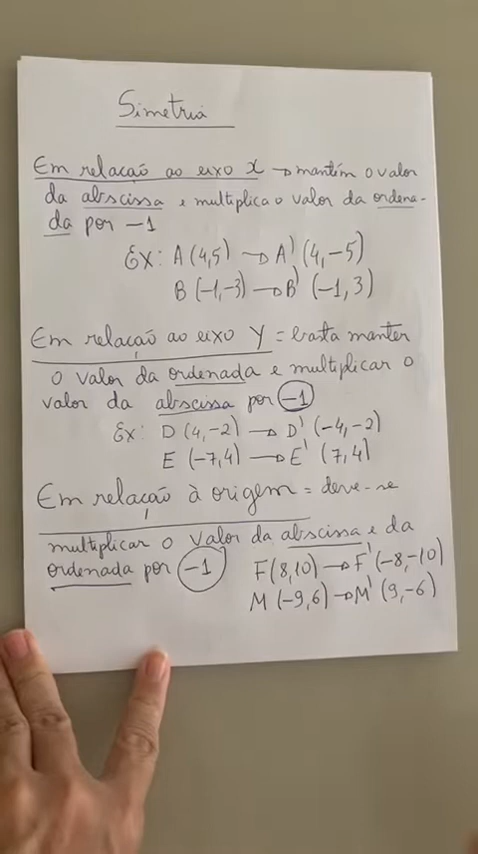 Simetria
Em relação ao eixo X → mantém o valor
da abscissa e multiplica o valor da ordena-
da por -1
Ex: A(4,5) → A' (4,-5)
B (-1,-3) → B' (-1,3)
Em relação ao eixo Y = basta manter
o valor da ordenada e multiplicar o
valor da abscissa por -1
Ex: D (4,-2) → D' (-4,-2)
E (-7,4) → E' (7,4)
Em relação à origem = deve-se
multiplicar o valor da abscissa e da
ordenada por -1 F(8,10) → F' (-8,-10)
M (-9,6) → M' (9,-6)